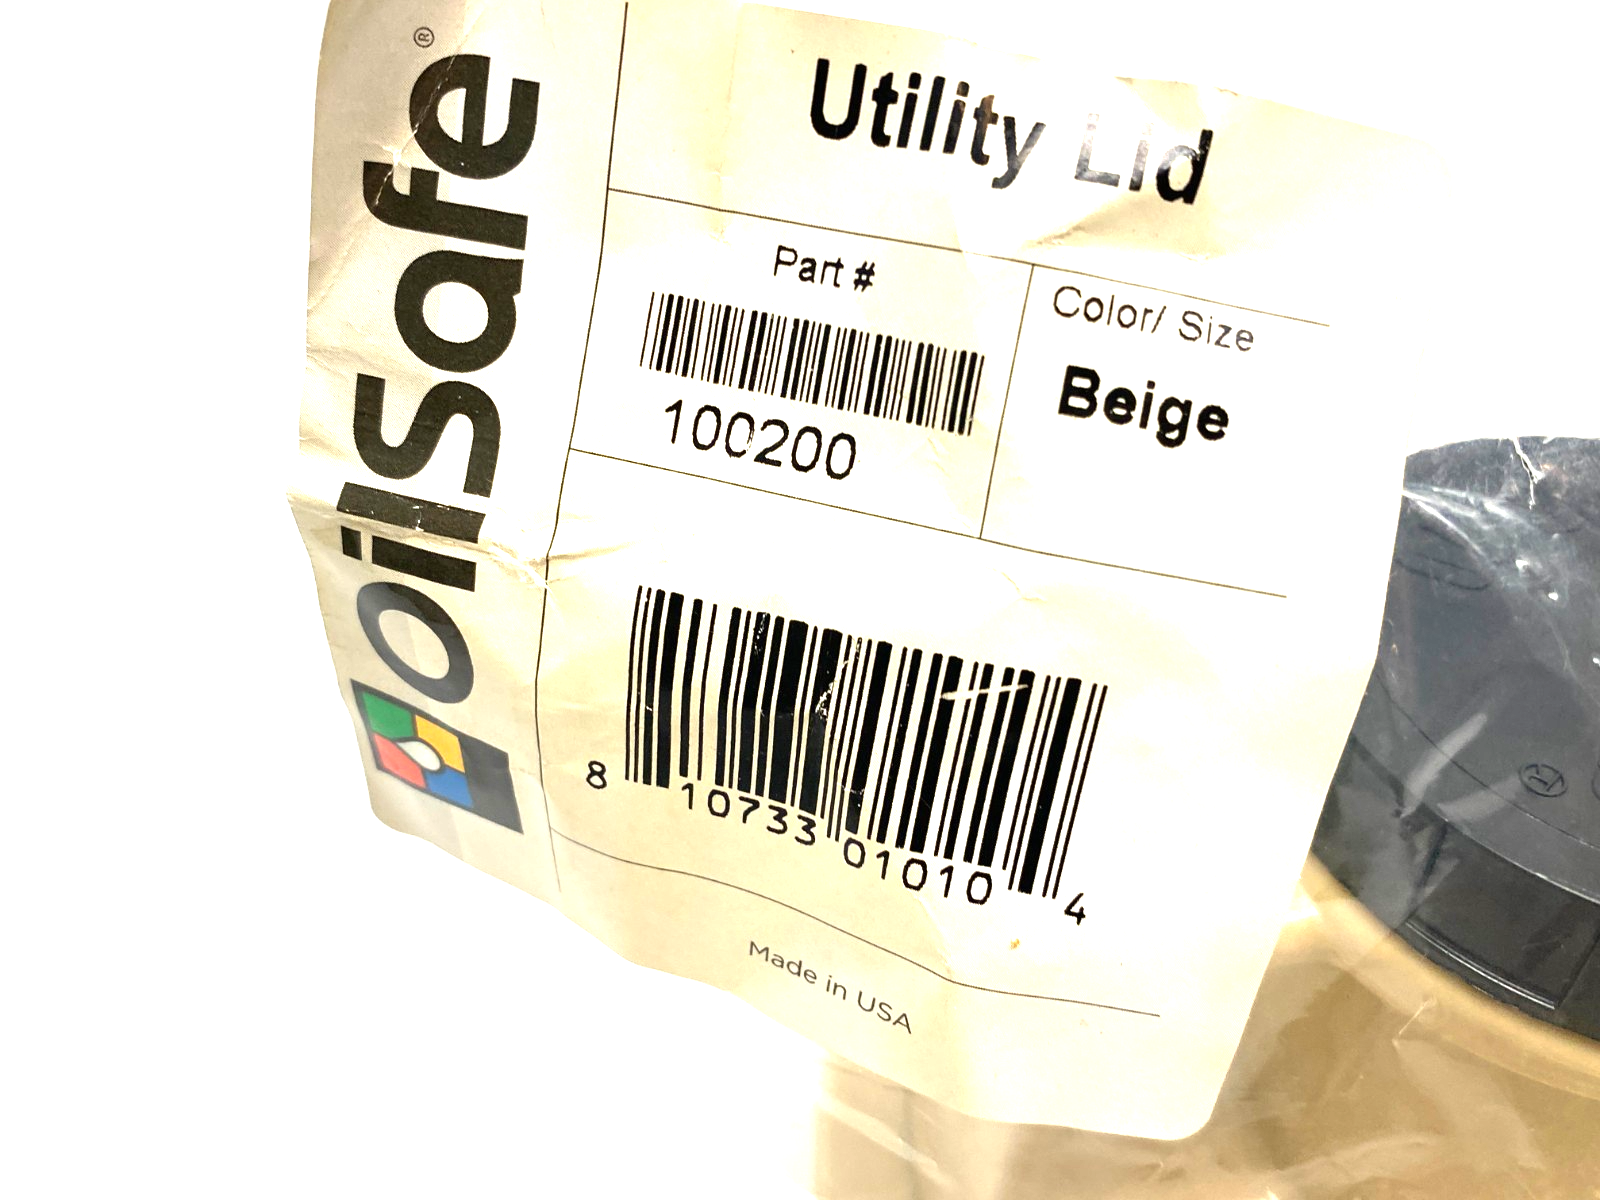 oilsafe®
Utility Lid
Part #
100200
Color/ Size
Beige
8 10733 01010 4
Made in USA